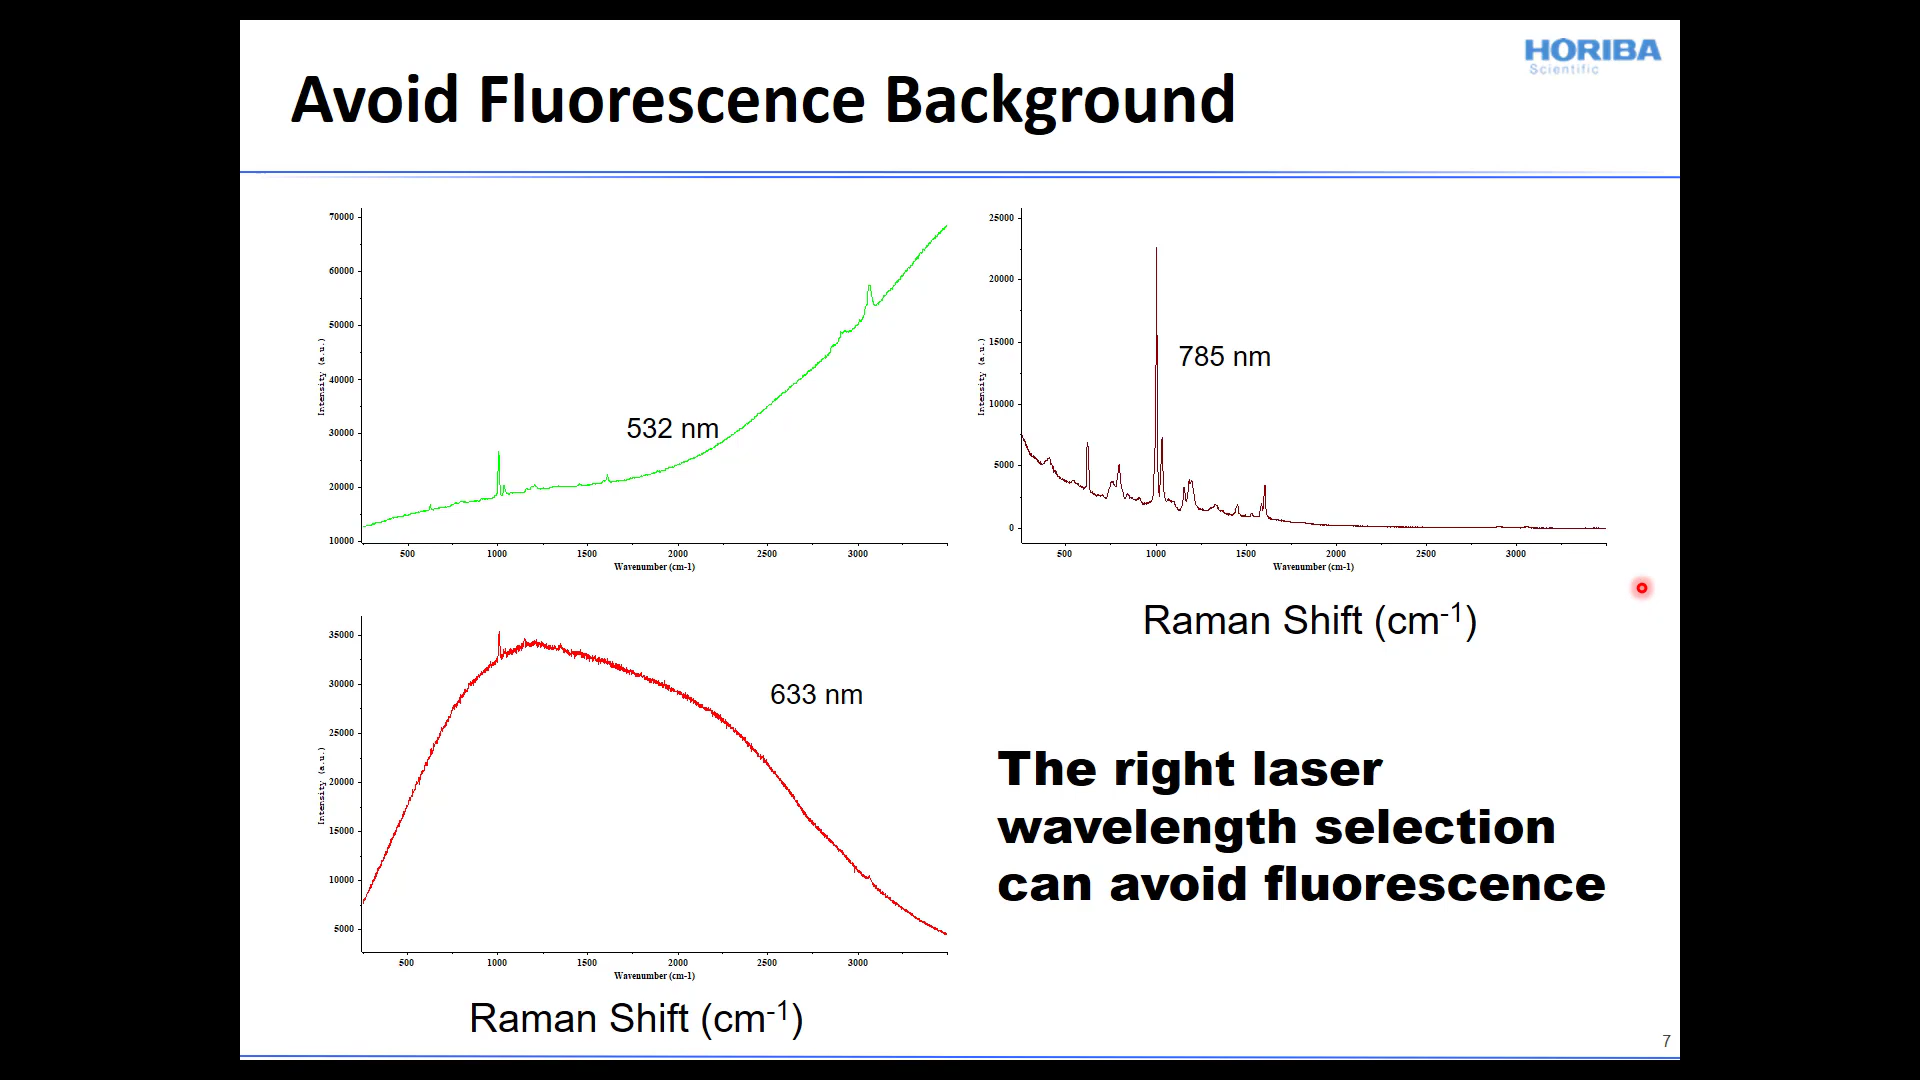 HORIBA
Scientific
Avoid Fluorescence Background
70000
60000
50000
40000
30000
20000
10000
Intensity (a.u.)
532 nm
500 1000 1500 2000 2500 3000
Wavenumber (cm-1)
25000
20000
15000
10000
5000
0
Intensity (a.u.)
785 nm
500 1000 1500 2000 2500 3000
Wavenumber (cm-1)
Raman Shift (cm-1)
35000
30000
25000
20000
15000
10000
5000
Intensity (a.u.)
633 nm
500 1000 1500 2000 2500 3000
Wavenumber (cm-1)
Raman Shift (cm-1)
The right laser
wavelength selection
can avoid fluorescence
7